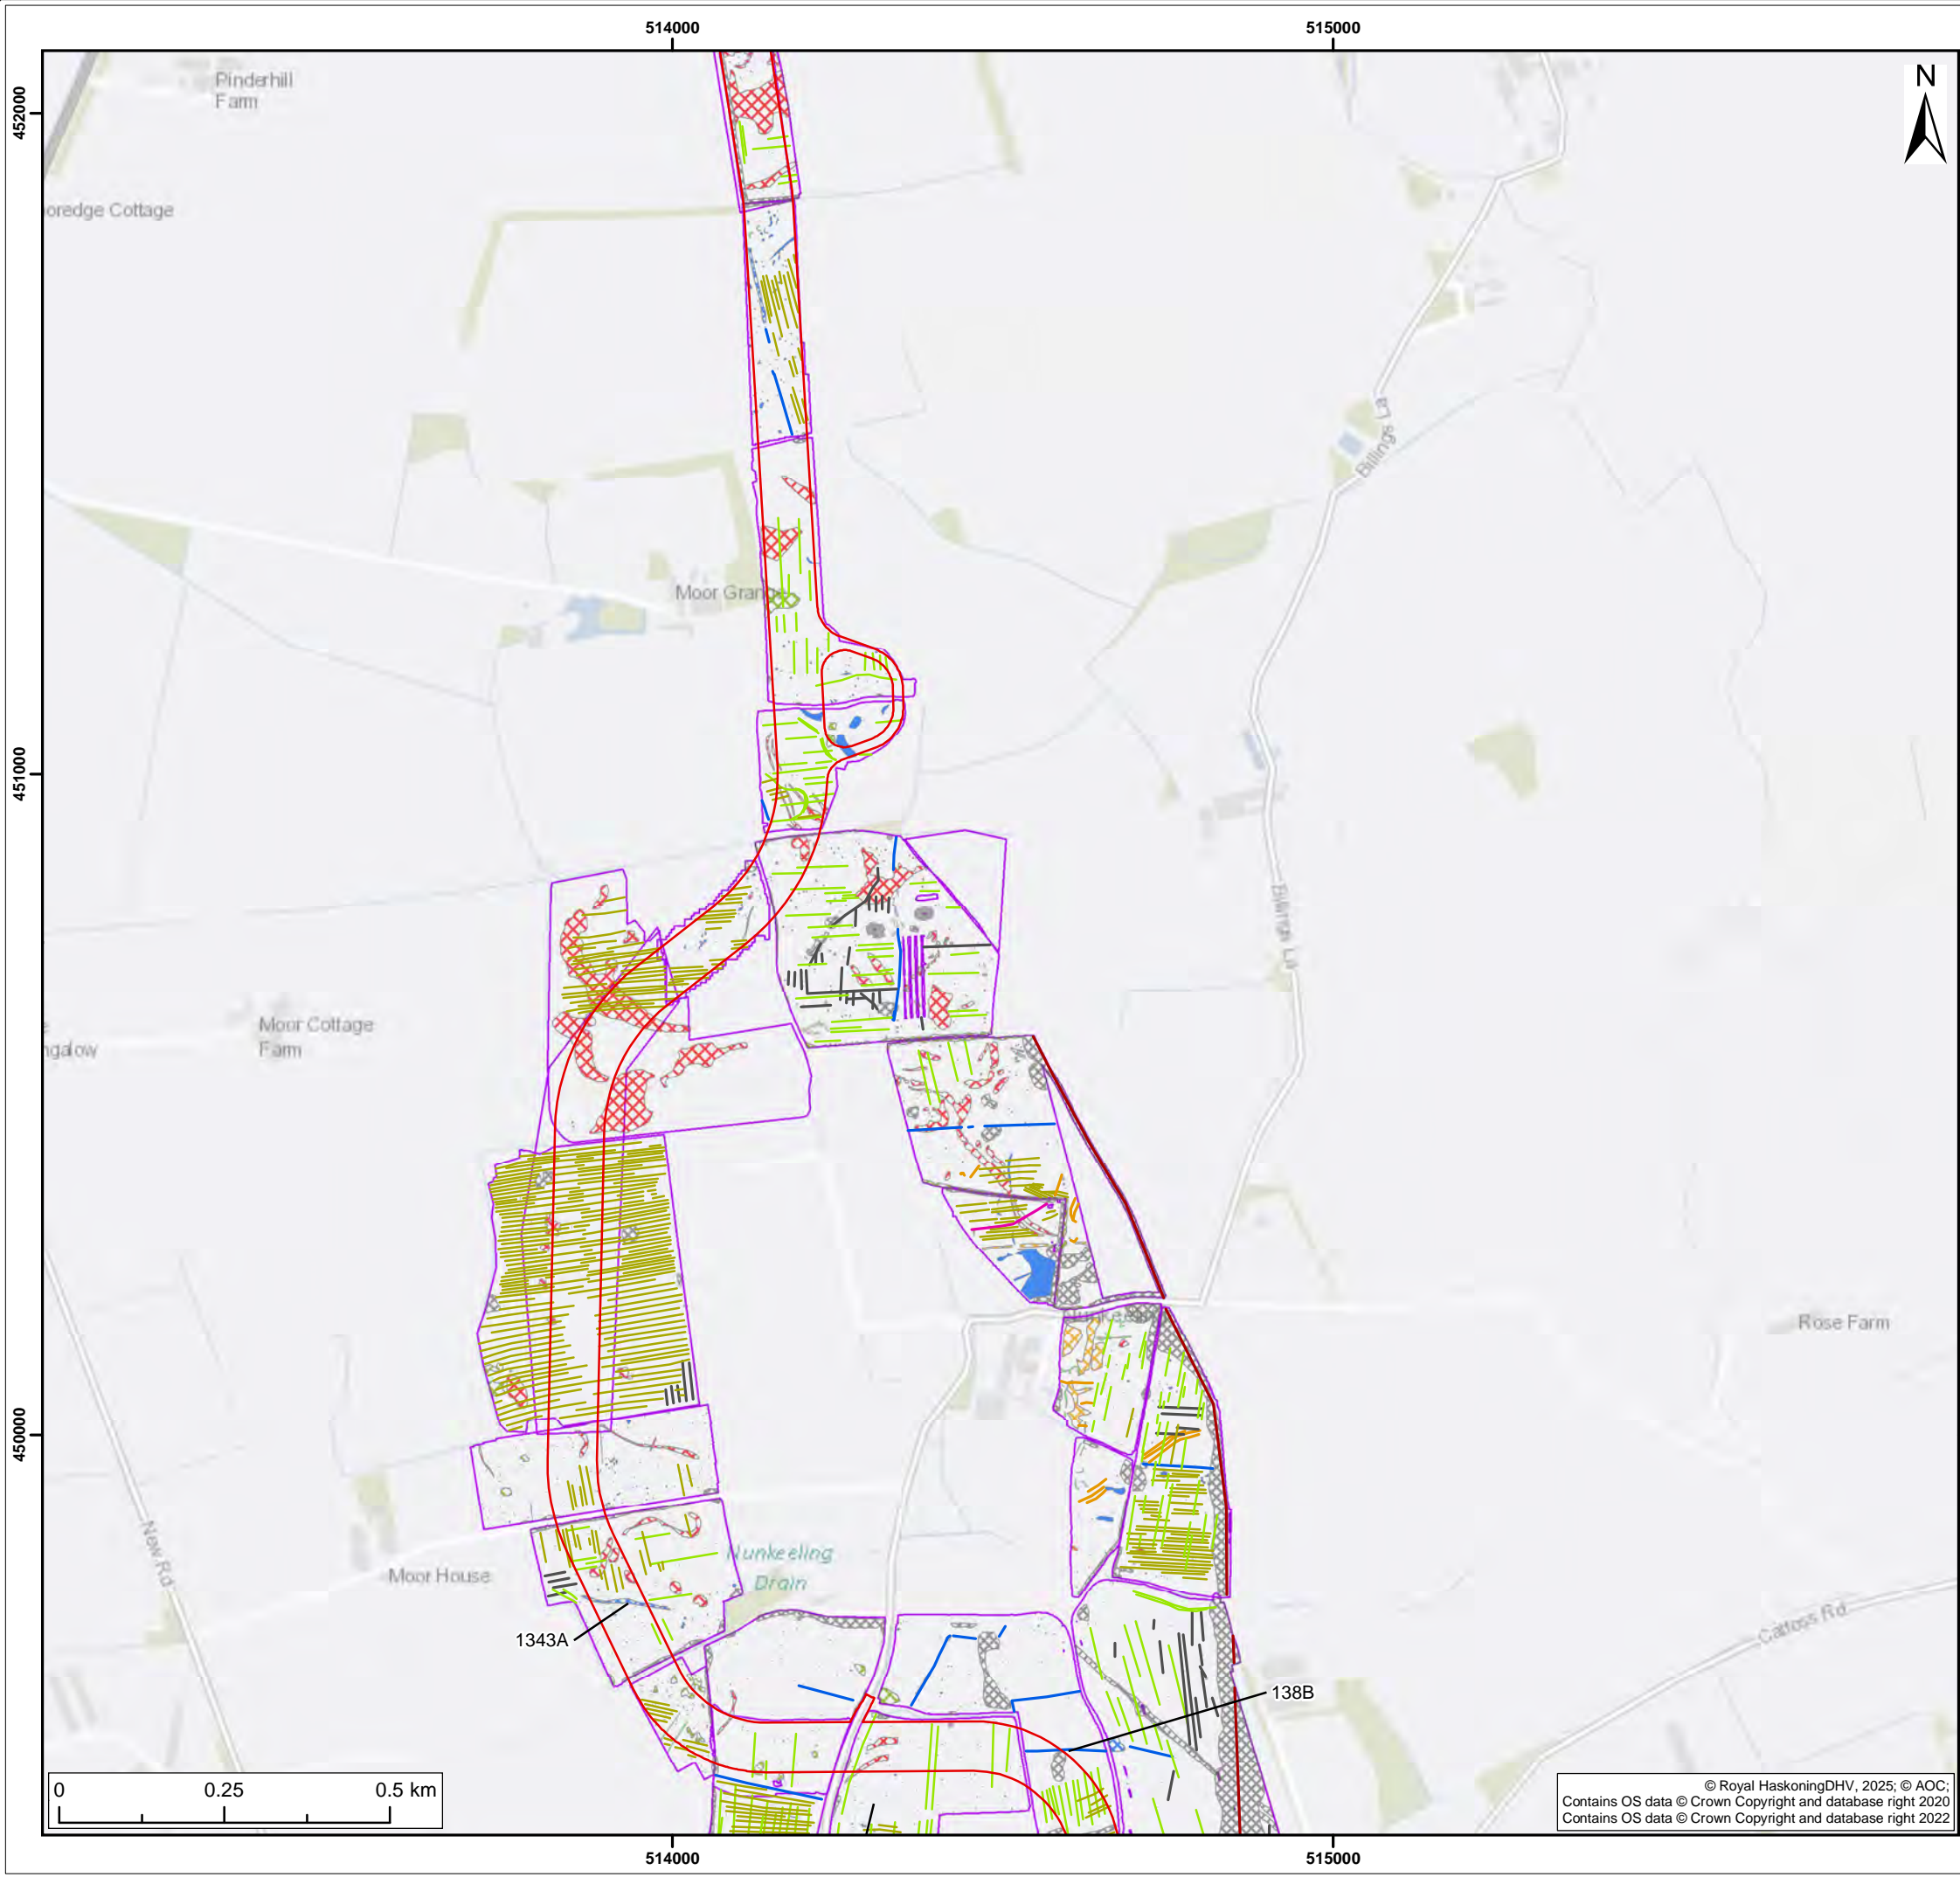 514000
515000
Pinderhill
Farm
N
452000
oredge Cottage
Billings La
Moor Grange
451000
Billings La
Moor Cottage
Farm
ngalow
Rose Farm
450000
New Rd
Nunkeeling
Drain
Moor House
Catfoss Rd
1343A
138B
0 0.25 0.5 km
© Royal HaskoningDHV, 2025; © AOC;
Contains OS data © Crown Copyright and database right 2020
Contains OS data © Crown Copyright and database right 2022
514000
515000